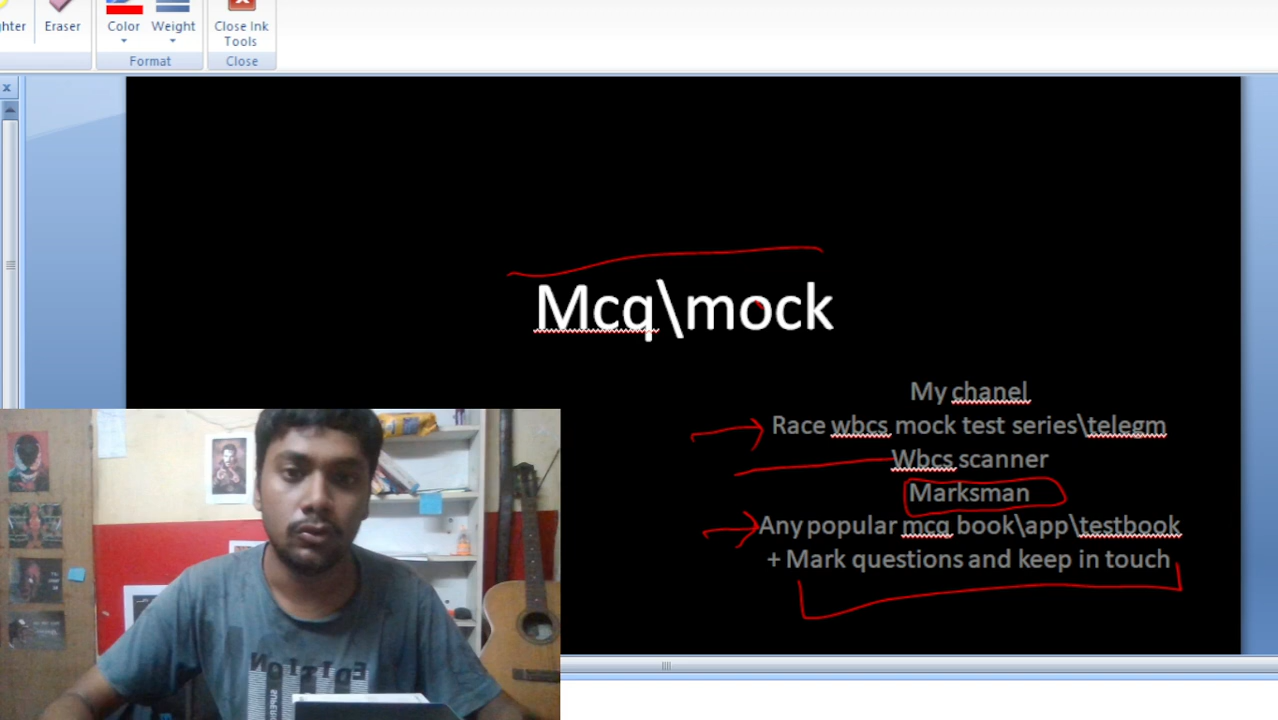 Eraser
Color
Weight
Close Ink
Tools
Format
Close
Mcq\mock
My chanel
Race wbcs mock test series\telegm
Wbcs scanner
Marksman
Any popular mcq book\app\testbook
+ Mark questions and keep in touch
EDITION